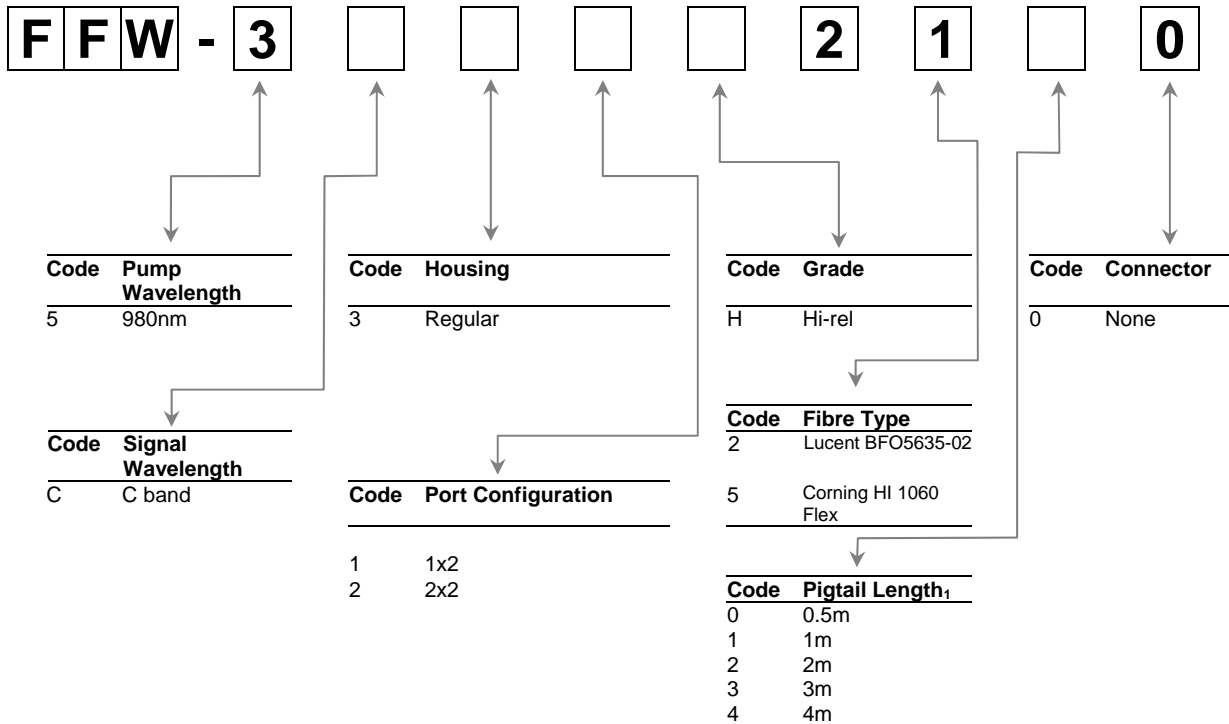 FFW - 3 2 1 0
Code Pump Wavelength
5 980nm
Code Housing
3 Regular
Code Grade
H Hi-rel
Code Connector
0 None
Code Signal Wavelength
C C band
Code Port Configuration
1 1x2
2 2x2
Code Fibre Type
2 Lucent BFO5635-02
5 Corning HI 1060 Flex
Code Pigtail Length₁
0 0.5m
1 1m
2 2m
3 3m
4 4m